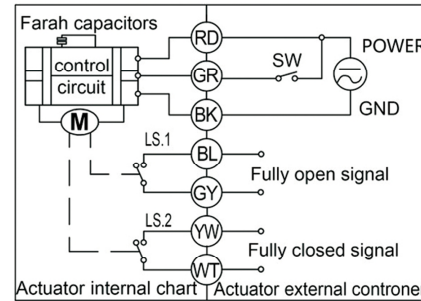 Farah capacitors
control
circuit
M
RD
GR
BK
BL
GY
YW
WT
SW
POWER
GND
LS.1
Fully open signal
LS.2
Fully closed signal
Actuator internal chart
Actuator external controne